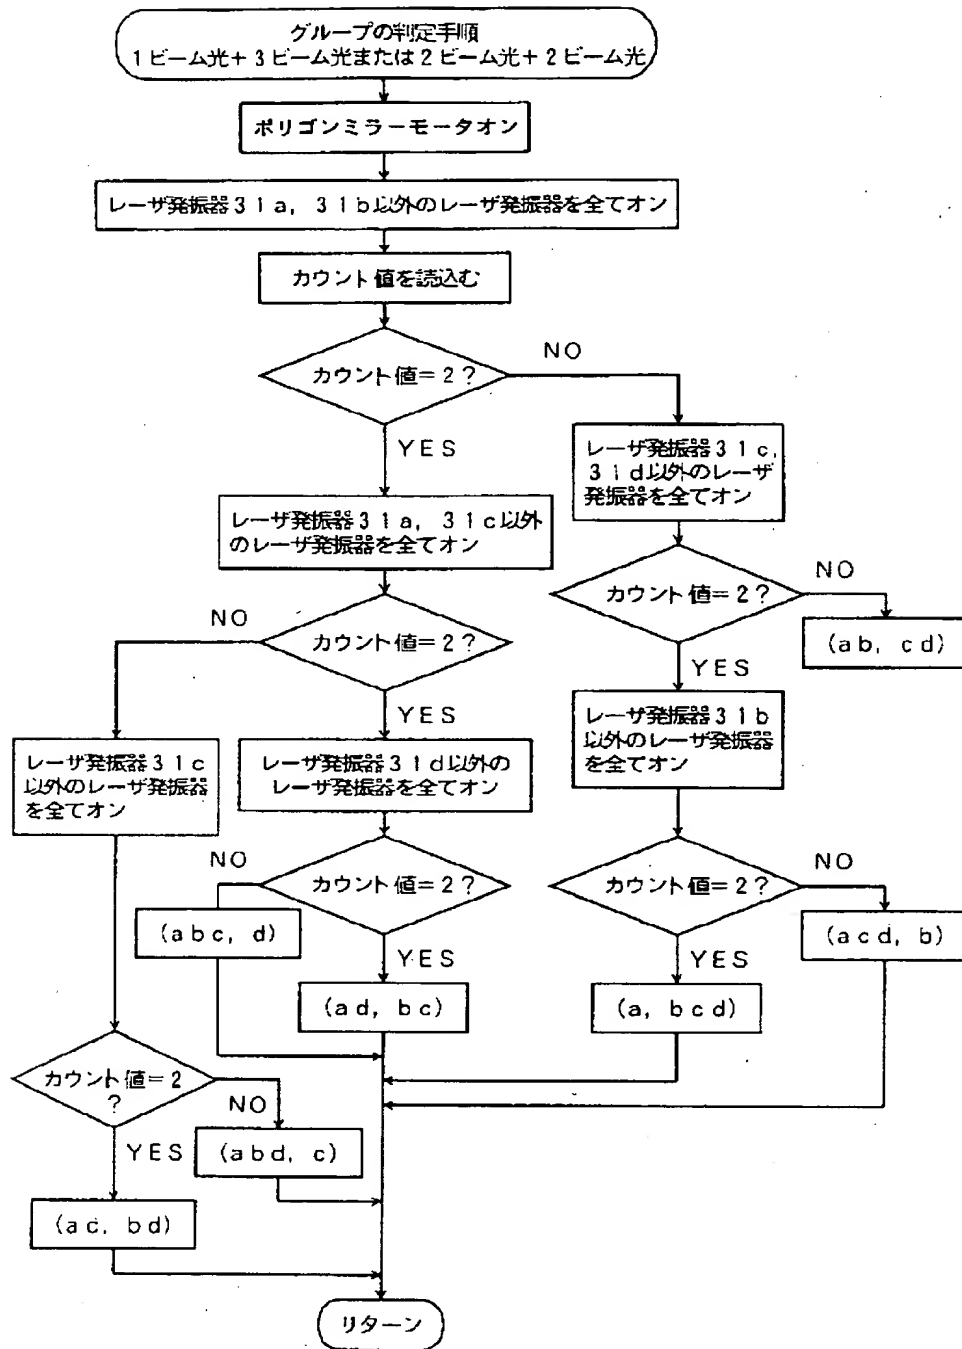 グループの判定手順
1ビーム光+3ビーム光または2ビーム光+2ビーム光
ポリゴンミラーモータオン
レーザ発振器31a, 31b以外のレーザ発振器を全てオン
カウント値を読込む
カウント値=2?
NO
YES
レーザ発振器31c,
31d以外のレーザ
発振器を全てオン
レーザ発振器31a, 31c以外
のレーザ発振器を全てオン
カウント値=2?
NO
(ab, cd)
YES
NO
カウント値=2?
YES
レーザ発振器31b
以外のレーザ発振器
を全てオン
レーザ発振器31c
以外のレーザ発振器
を全てオン
レーザ発振器31d以外の
レーザ発振器を全てオン
NO
カウント値=2?
カウント値=2?
NO
(abc, d)
(acd, b)
YES
YES
(ad, bc)
(a, bcd)
カウント値=2
?
NO
YES
(abd, c)
(ac, bd)
リターン